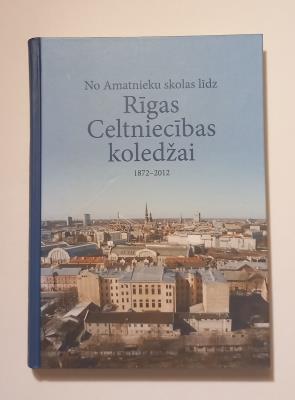 No Amatnieku skolas līdz
Rīgas
Celtniecības
koledžai
1872–2012